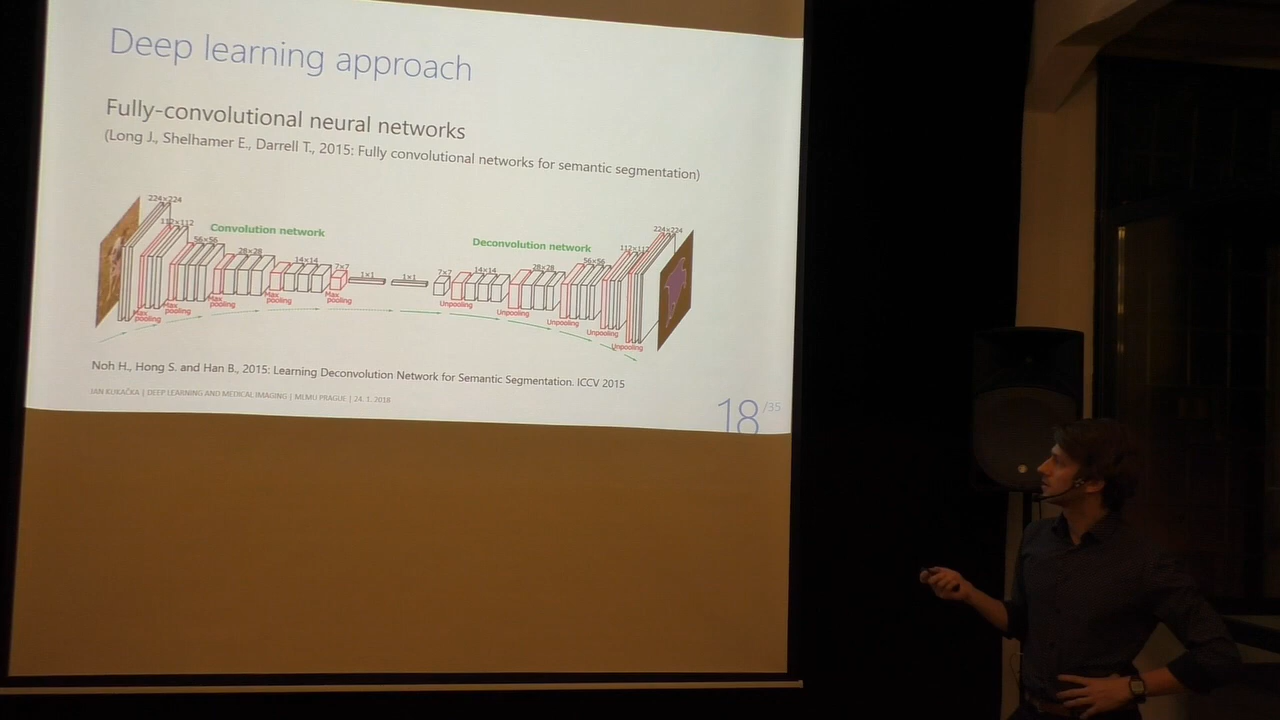 Deep learning approach
Fully-convolutional neural networks
(Long J., Shelhamer E., Darrell T., 2015: Fully convolutional networks for semantic segmentation)
224×224
112×112
56×56
28×28
14×14
7×7
1×1
1×1
7×7
14×14
28×28
56×56
112×112
224×224
Convolution network
Deconvolution network
Max pooling
Max pooling
Max pooling
Max pooling
Max pooling
Unpooling
Unpooling
Unpooling
Unpooling
Unpooling
Noh H., Hong S. and Han B., 2015: Learning Deconvolution Network for Semantic Segmentation. ICCV 2015
JAN KUKAČKA | DEEP LEARNING AND MEDICAL IMAGING | MLMU PRAGUE | 24. 1. 2018
18/35